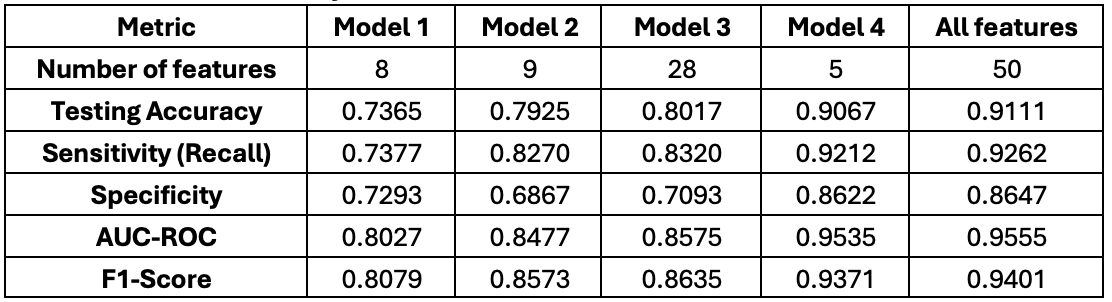 Metric Model 1 Model 2 Model 3 Model 4 All features
Number of features 8 9 28 5 50
Testing Accuracy 0.7365 0.7925 0.8017 0.9067 0.9111
Sensitivity (Recall) 0.7377 0.8270 0.8320 0.9212 0.9262
Specificity 0.7293 0.6867 0.7093 0.8622 0.8647
AUC-ROC 0.8027 0.8477 0.8575 0.9535 0.9555
F1-Score 0.8079 0.8573 0.8635 0.9371 0.9401